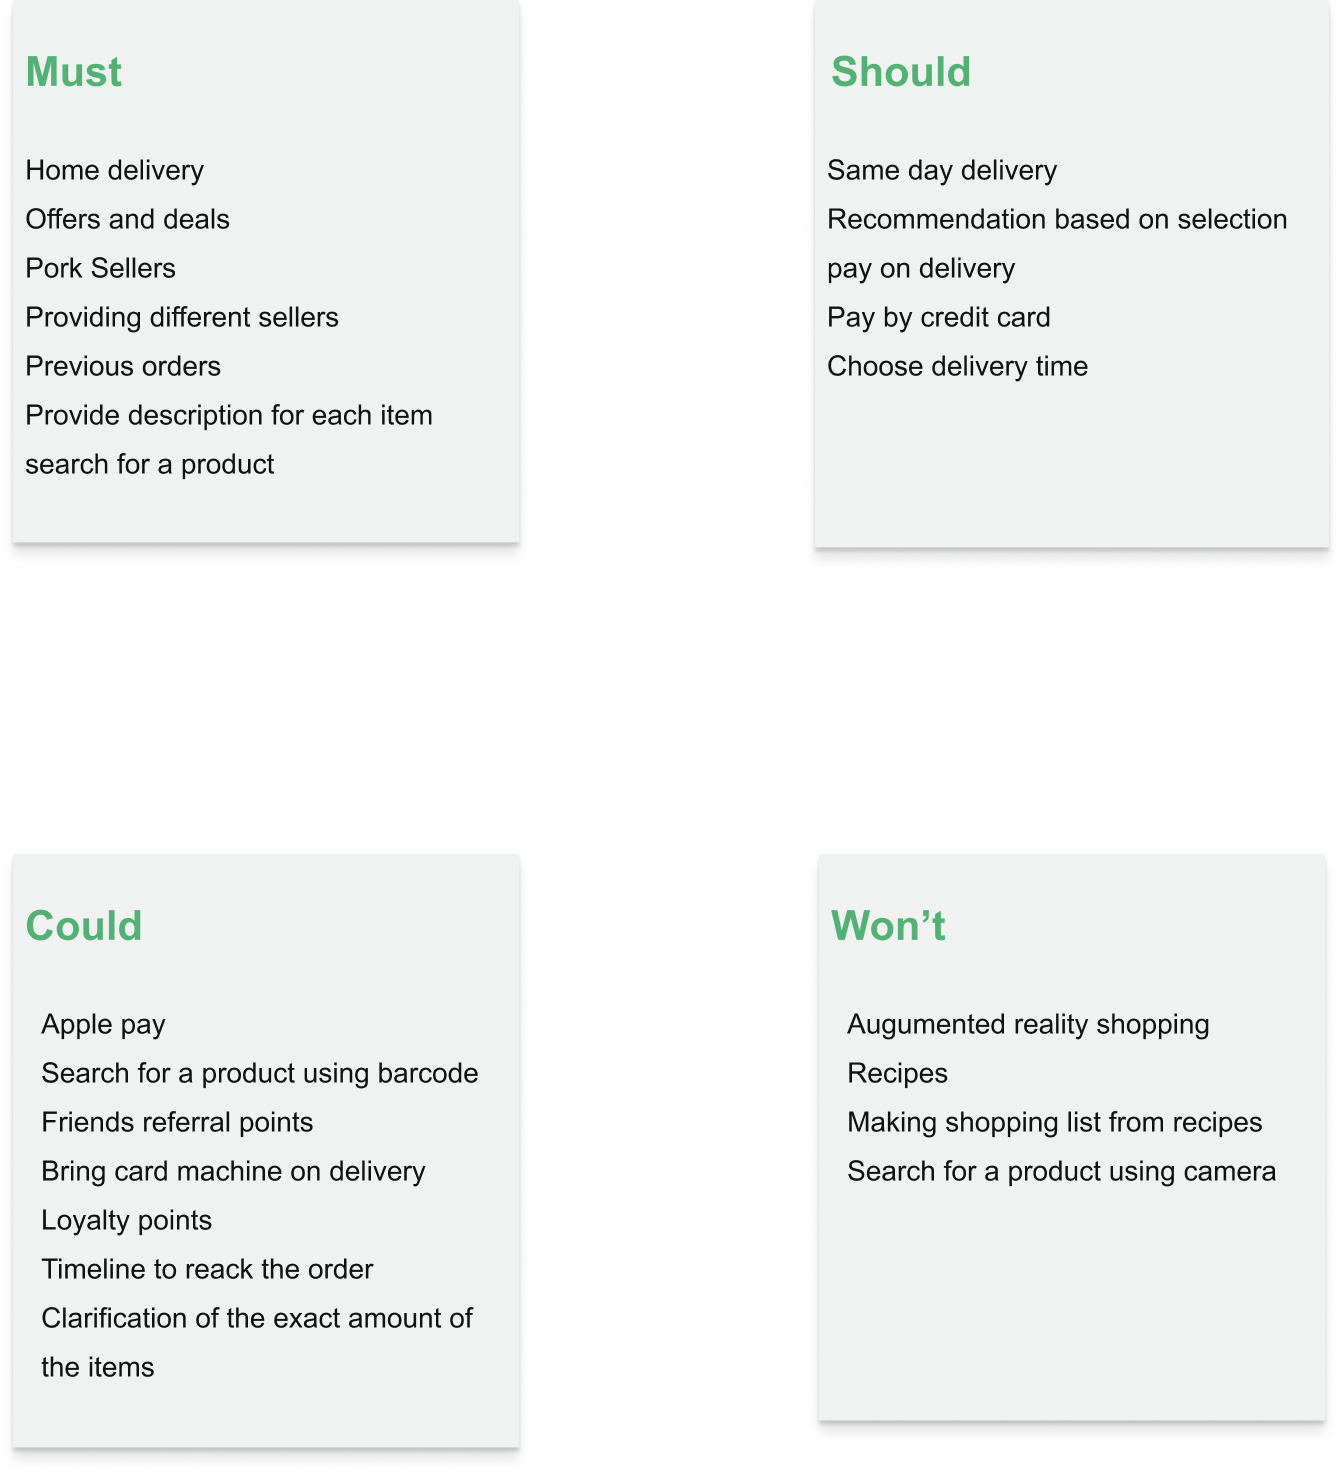 Must
Home delivery
Offers and deals
Pork Sellers
Providing different sellers
Previous orders
Provide description for each item
search for a product
Should
Same day delivery
Recommendation based on selection
pay on delivery
Pay by credit card
Choose delivery time
Could
Apple pay
Search for a product using barcode
Friends referral points
Bring card machine on delivery
Loyalty points
Timeline to reack the order
Clarification of the exact amount of
the items
Won’t
Augumented reality shopping
Recipes
Making shopping list from recipes
Search for a product using camera